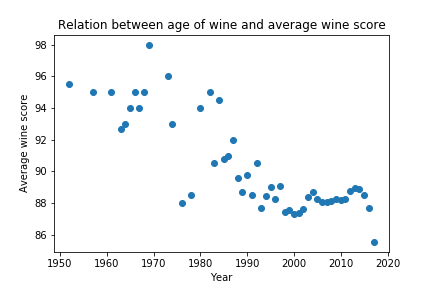 Relation between age of wine and average wine score
98
96
94
92
90
88
86
Average wine score
1950 1960 1970 1980 1990 2000 2010 2020
Year